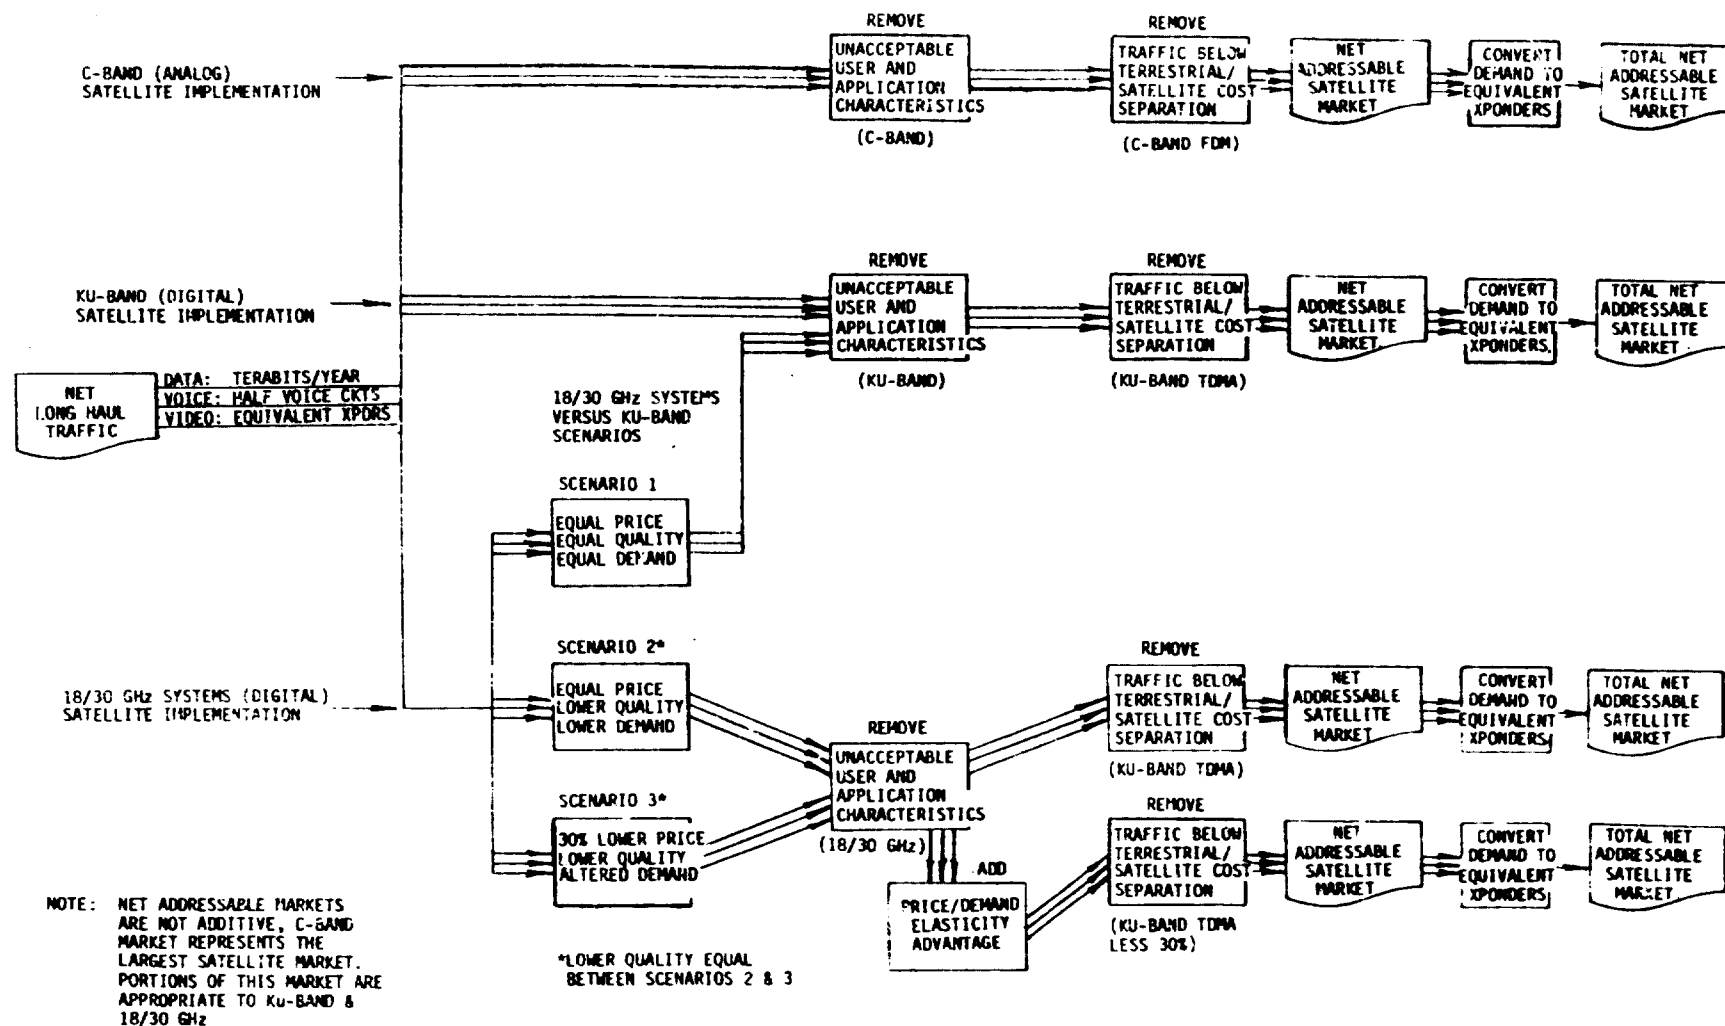 REMOVE
UNACCEPTABLE
USER AND
APPLICATION
CHARACTERISTICS
(C-BAND)
REMOVE
TRAFFIC BELOW
TERRESTRIAL/
SATELLITE COST
SEPARATION
(C-BAND FDM)
NET
ADDRESSABLE
SATELLITE
MARKET
CONVERT
DEMAND TO
EQUIVALENT
XPONDERS
TOTAL NET
ADDRESSABLE
SATELLITE
MARKET
C-BAND (ANALOG)
SATELLITE IMPLEMENTATION
KU-BAND (DIGITAL)
SATELLITE IMPLEMENTATION
REMOVE
UNACCEPTABLE
USER AND
APPLICATION
CHARACTERISTICS
(KU-BAND)
REMOVE
TRAFFIC BELOW
TERRESTRIAL/
SATELLITE COST
SEPARATION
(KU-BAND TDMA)
NET
ADDRESSABLE
SATELLITE
MARKET
CONVERT
DEMAND TO
EQUIVALENT
XPONDERS.
TOTAL NET
ADDRESSABLE
SATELLITE
MARKET
NET
LONG HAUL
TRAFFIC
DATA: TERABITS/YEAR
VOICE: HALF VOICE CKTS
VIDEO: EQUIVALENT XPDRS
18/30 GHz SYSTEMS
VERSUS KU-BAND
SCENARIOS
SCENARIO 1
EQUAL PRICE
EQUAL QUALITY
EQUAL DEMAND
18/30 GHz SYSTEMS (DIGITAL)
SATELLITE IMPLEMENTATION
SCENARIO 2*
EQUAL PRICE
LOWER QUALITY
LOWER DEMAND
SCENARIO 3*
30% LOWER PRICE
LOWER QUALITY
ALTERED DEMAND
REMOVE
UNACCEPTABLE
USER AND
APPLICATION
CHARACTERISTICS
(18/30 GHz)
ADD
PRICE/DEMAND
ELASTICITY
ADVANTAGE
REMOVE
TRAFFIC BELOW
TERRESTRIAL/
SATELLITE COST
SEPARATION
(KU-BAND TDMA)
NET
ADDRESSABLE
SATELLITE
MARKET
CONVERT
DEMAND TO
EQUIVALENT
XPONDERS
TOTAL NET
ADDRESSABLE
SATELLITE
MARKET
REMOVE
TRAFFIC BELOW
TERRESTRIAL/
SATELLITE COST
SEPARATION
(KU-BAND TDMA
LESS 30%)
NET
ADDRESSABLE
SATELLITE
MARKET
CONVERT
DEMAND TO
EQUIVALENT
XPONDERS
TOTAL NET
ADDRESSABLE
SATELLITE
MARKET
NOTE: NET ADDRESSABLE MARKETS
ARE NOT ADDITIVE, C-BAND
MARKET REPRESENTS THE
LARGEST SATELLITE MARKET.
PORTIONS OF THIS MARKET ARE
APPROPRIATE TO Ku-BAND &
18/30 GHz
*LOWER QUALITY EQUAL
BETWEEN SCENARIOS 2 & 3